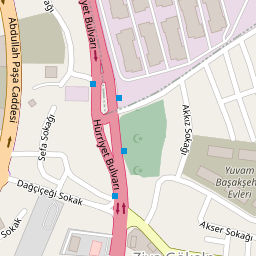 Abdullah Paşa Caddesi
Hürriyet Bulvarı
Akkız Sokağı
Sefa Sokağı
Hürriyet Bulvarı
Yuvam
Başakşehir
Evleri
Dağçiçeği Sokak
Sokak
Akser Sokağı